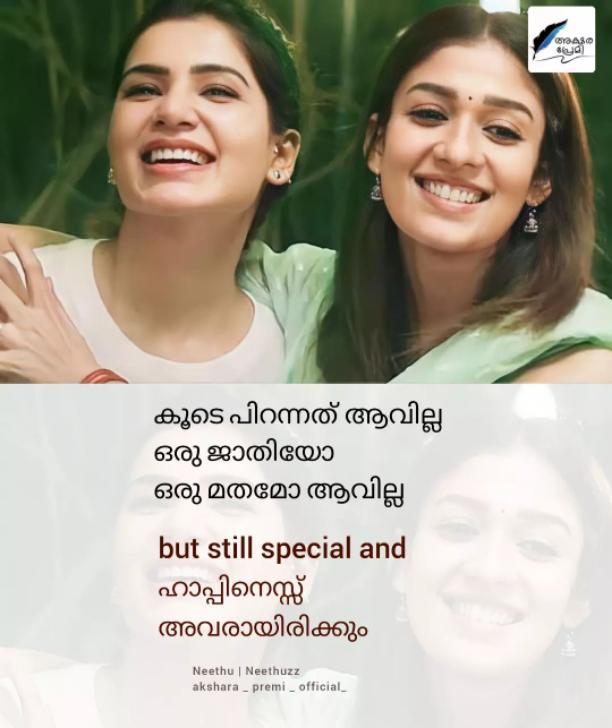 അക്ഷര
പ്രേമി
കൂടെ പിറന്നത് ആവില്ല
ഒരു ജാതിയോ
ഒരു മതമോ ആവില്ല
but still special and
ഹാപ്പിനെസ്സ്
അവരായിരിക്കും
Neethu | Neethuzz
akshara _ premi _ official_